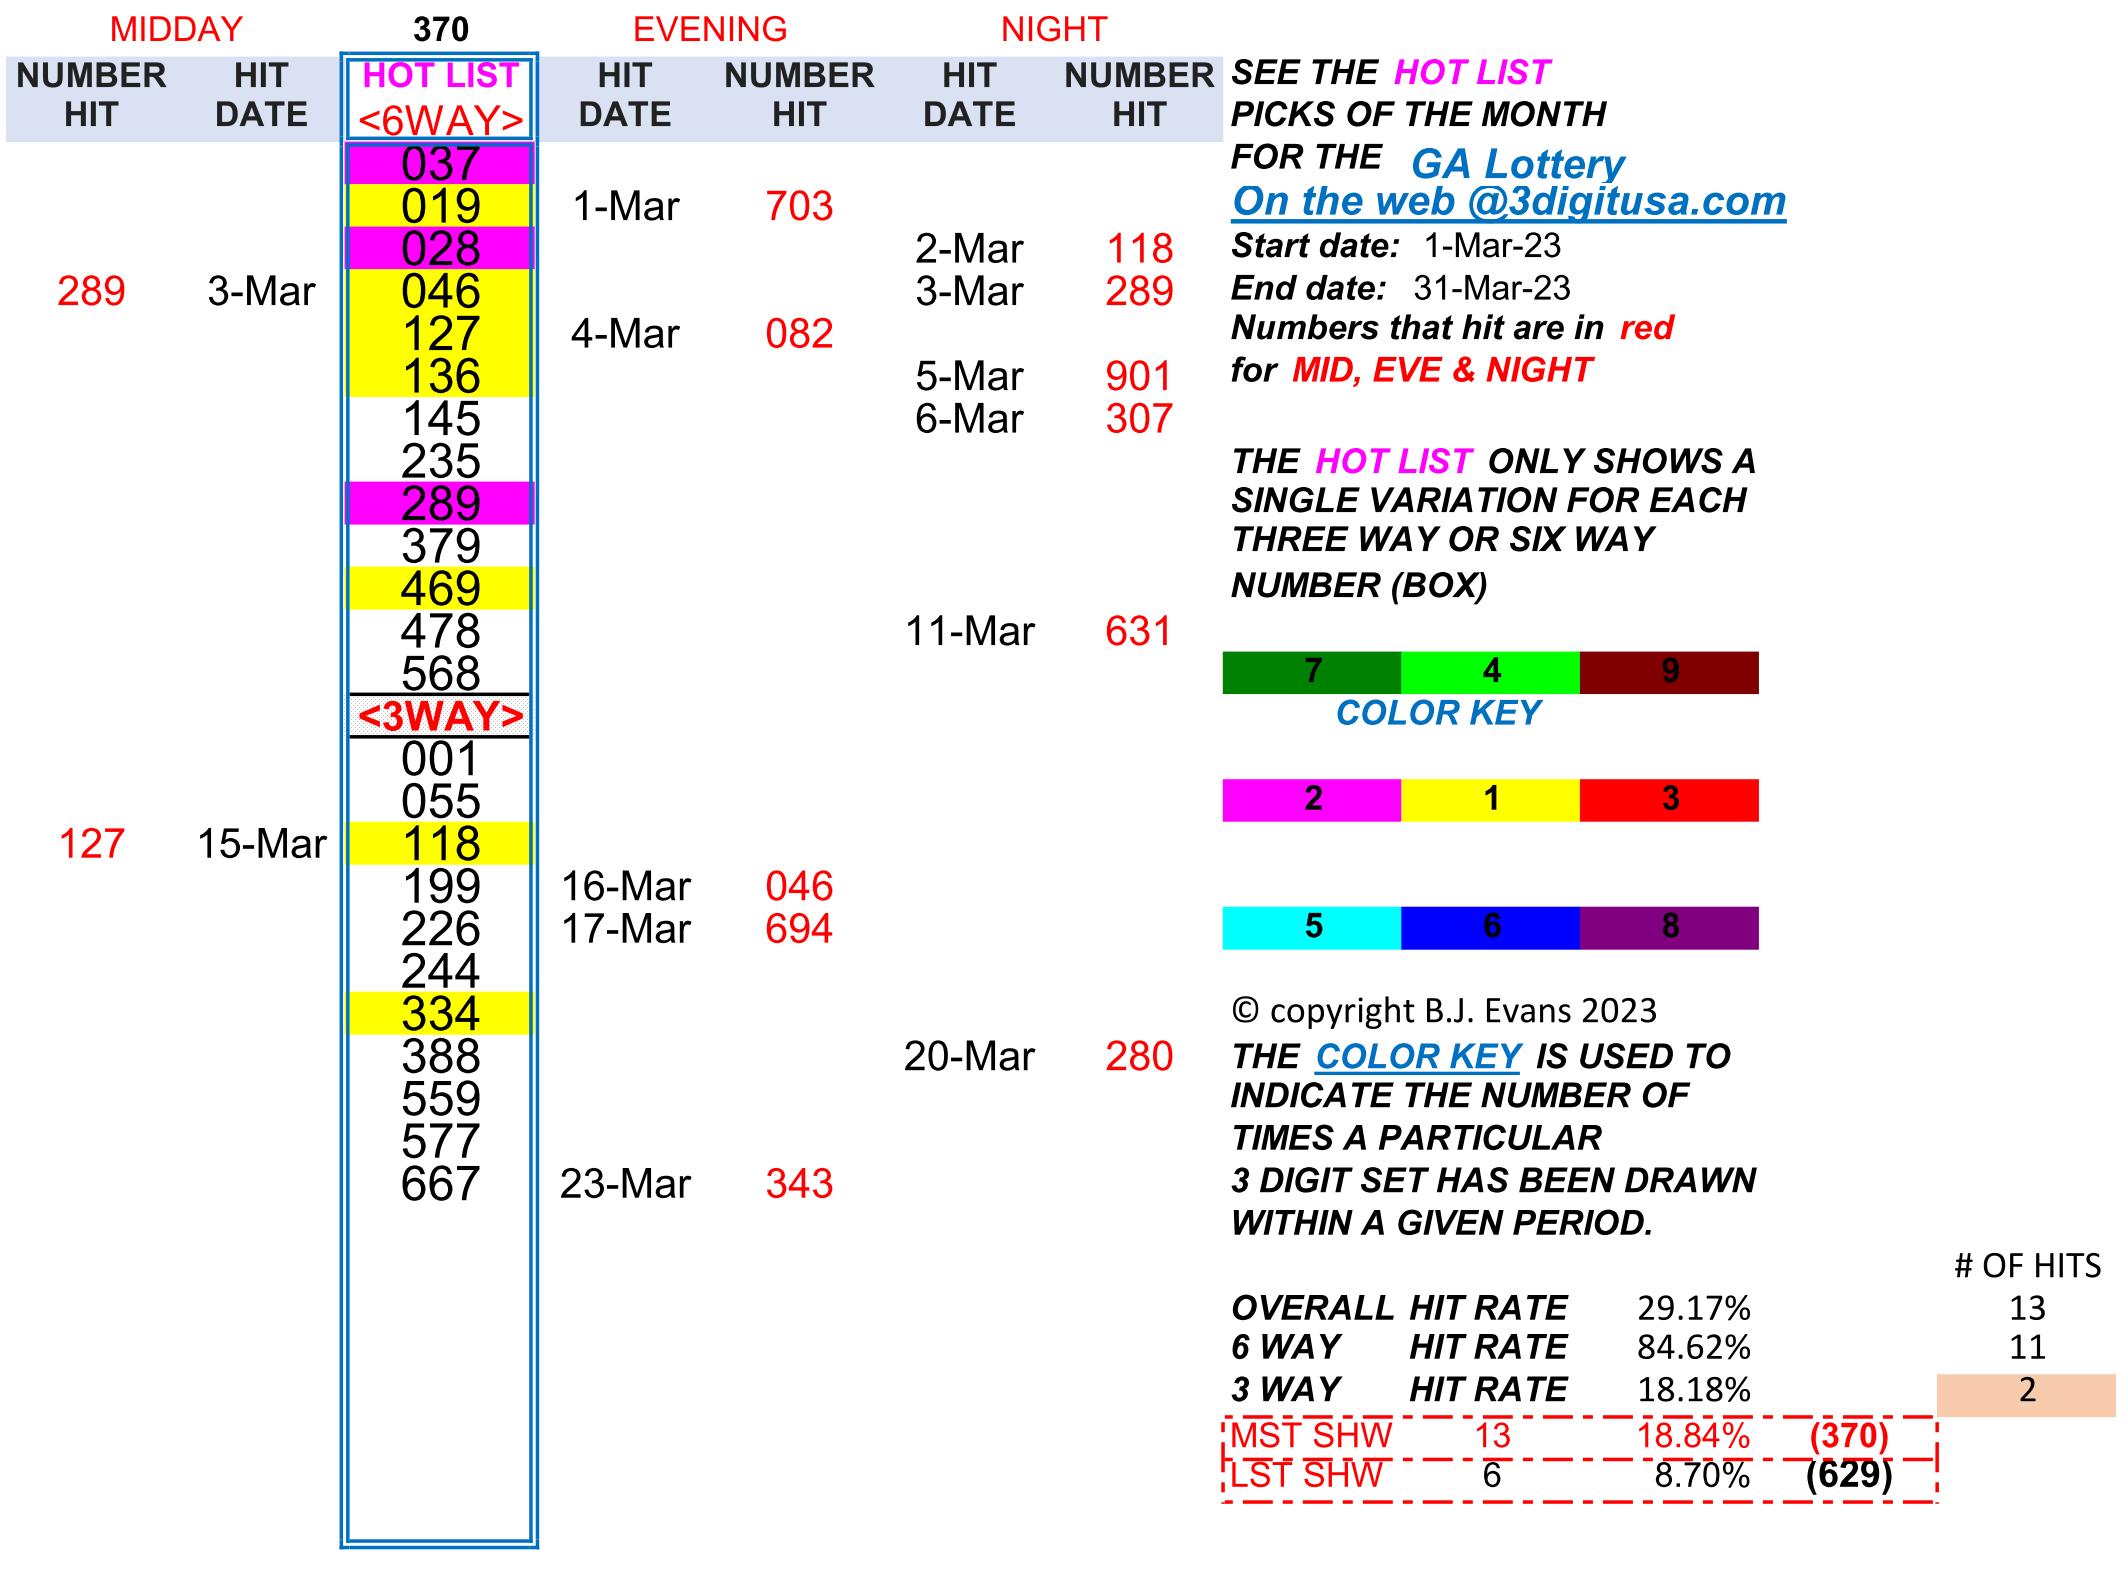 MIDDAY 370 EVENING NIGHT
NUMBER HIT HOT LIST HIT NUMBER HIT NUMBER SEE THE HOT LIST
HIT DATE <6WAY> DATE HIT DATE HIT PICKS OF THE MONTH
037 FOR THE GA Lottery
019 1-Mar 703 On the web @3digitusa.com
028 2-Mar 118 Start date: 1-Mar-23
289 3-Mar 046 3-Mar 289 End date: 31-Mar-23
127 4-Mar 082 Numbers that hit are in red
136 5-Mar 901 for MID, EVE & NIGHT
145 6-Mar 307
235 THE HOT LIST ONLY SHOWS A
289 SINGLE VARIATION FOR EACH
379 THREE WAY OR SIX WAY
469 NUMBER (BOX)
478 11-Mar 631
568 7 4 9
<3WAY> COLOR KEY
001
055 2 1 3
127 15-Mar 118
199 16-Mar 046
226 17-Mar 694 5 6 8
244
334 © copyright B.J. Evans 2023
388 20-Mar 280 THE COLOR KEY IS USED TO
559 INDICATE THE NUMBER OF
577 TIMES A PARTICULAR
667 23-Mar 343 3 DIGIT SET HAS BEEN DRAWN
WITHIN A GIVEN PERIOD.
# OF HITS
OVERALL HIT RATE 29.17% 13
6 WAY HIT RATE 84.62% 11
3 WAY HIT RATE 18.18% 2
MST SHW 13 18.84% (370)
LST SHW 6 8.70% (629)